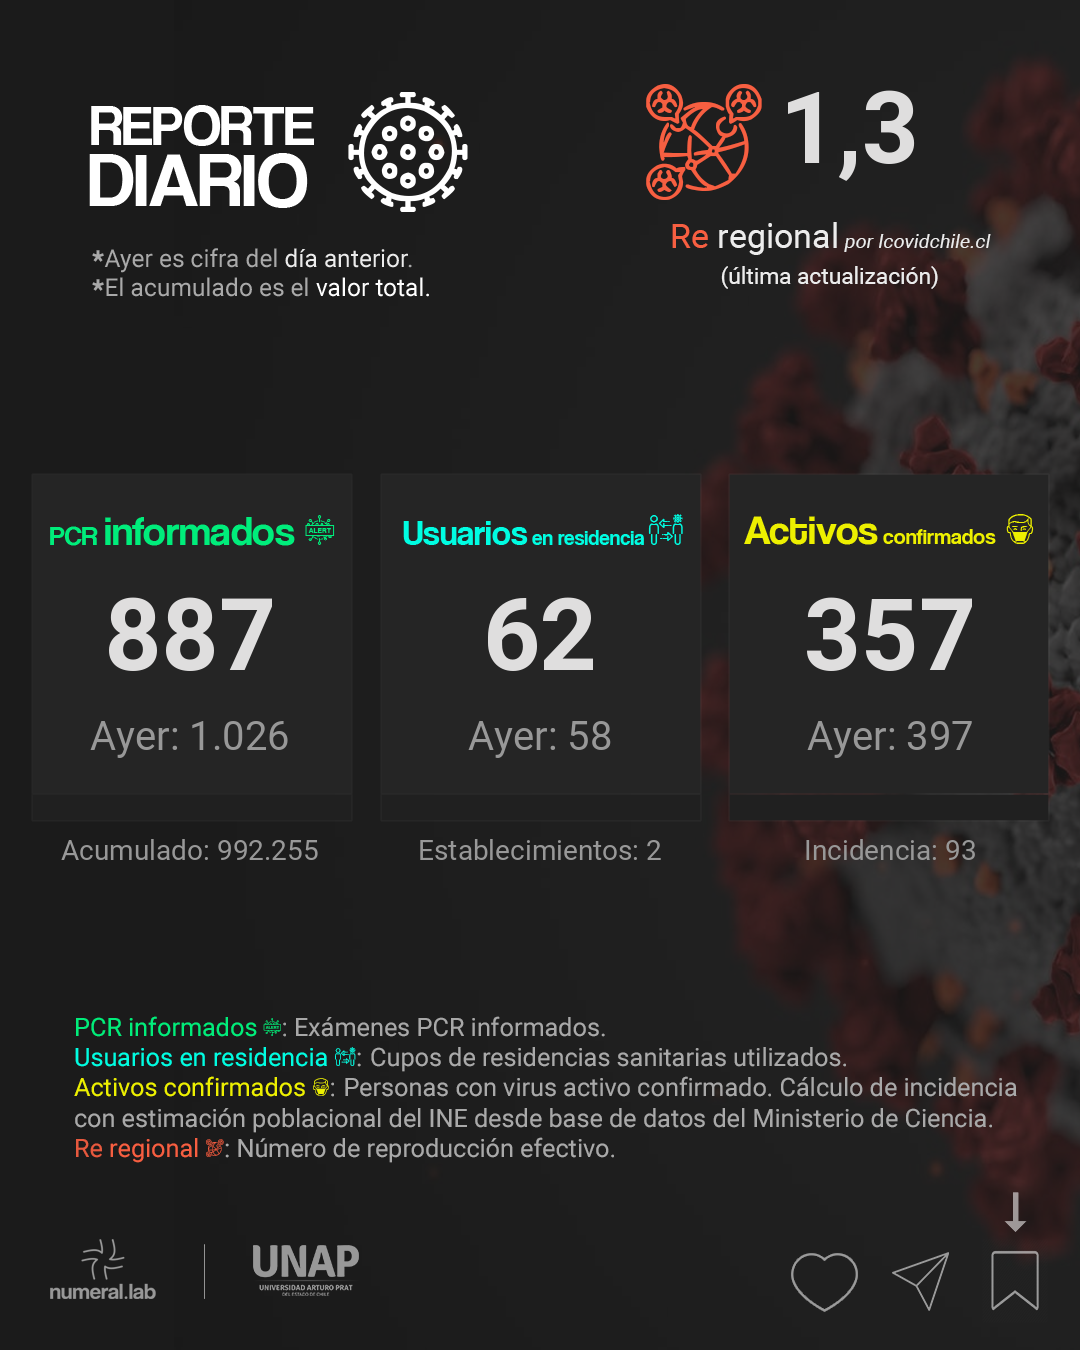 REPORTE
DIARIO
*Ayer es cifra del día anterior.
*El acumulado es el valor total.
1,3
Re regional por Icovidchile.cl
(última actualización)
PCR informados
ALERT
887
Ayer: 1.026
Acumulado: 992.255
Usuarios en residencia
62
Ayer: 58
Establecimientos: 2
Activos confirmados
357
Ayer: 397
Incidencia: 93
PCR informados : Exámenes PCR informados.
Usuarios en residencia : Cupos de residencias sanitarias utilizados.
Activos confirmados : Personas con virus activo confirmado. Cálculo de incidencia
con estimación poblacional del INE desde base de datos del Ministerio de Ciencia.
Re regional : Número de reproducción efectivo.
numeral.lab
UNAP
UNIVERSIDAD ARTURO PRAT
DEL ESTADO DE CHILE